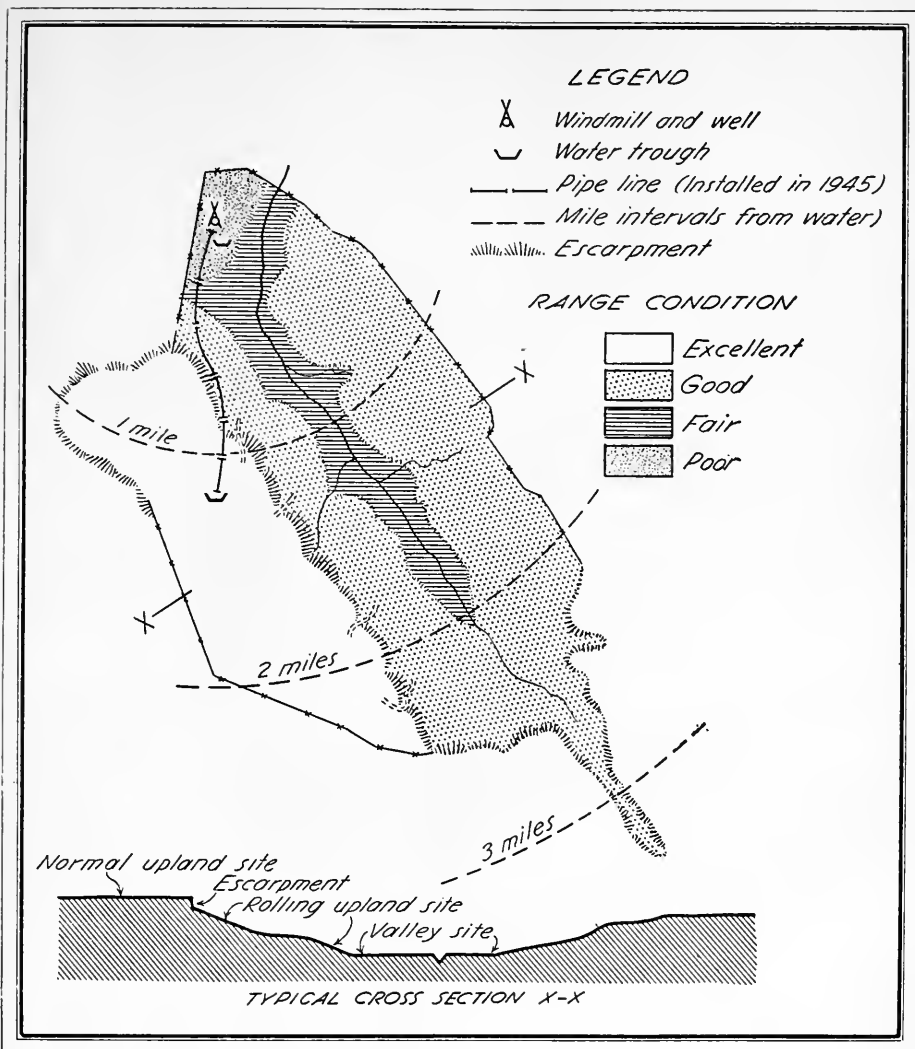 LEGEND
Windmill and well
Water trough
Pipe line (Installed in 1945)
Mile intervals from water)
Escarpment
RANGE CONDITION
Excellent
Good
Fair
Poor
X
1 mile
X
2 miles
3 miles
Normal upland site
Escarpment
Rolling upland site
Valley site
TYPICAL CROSS SECTION X-X